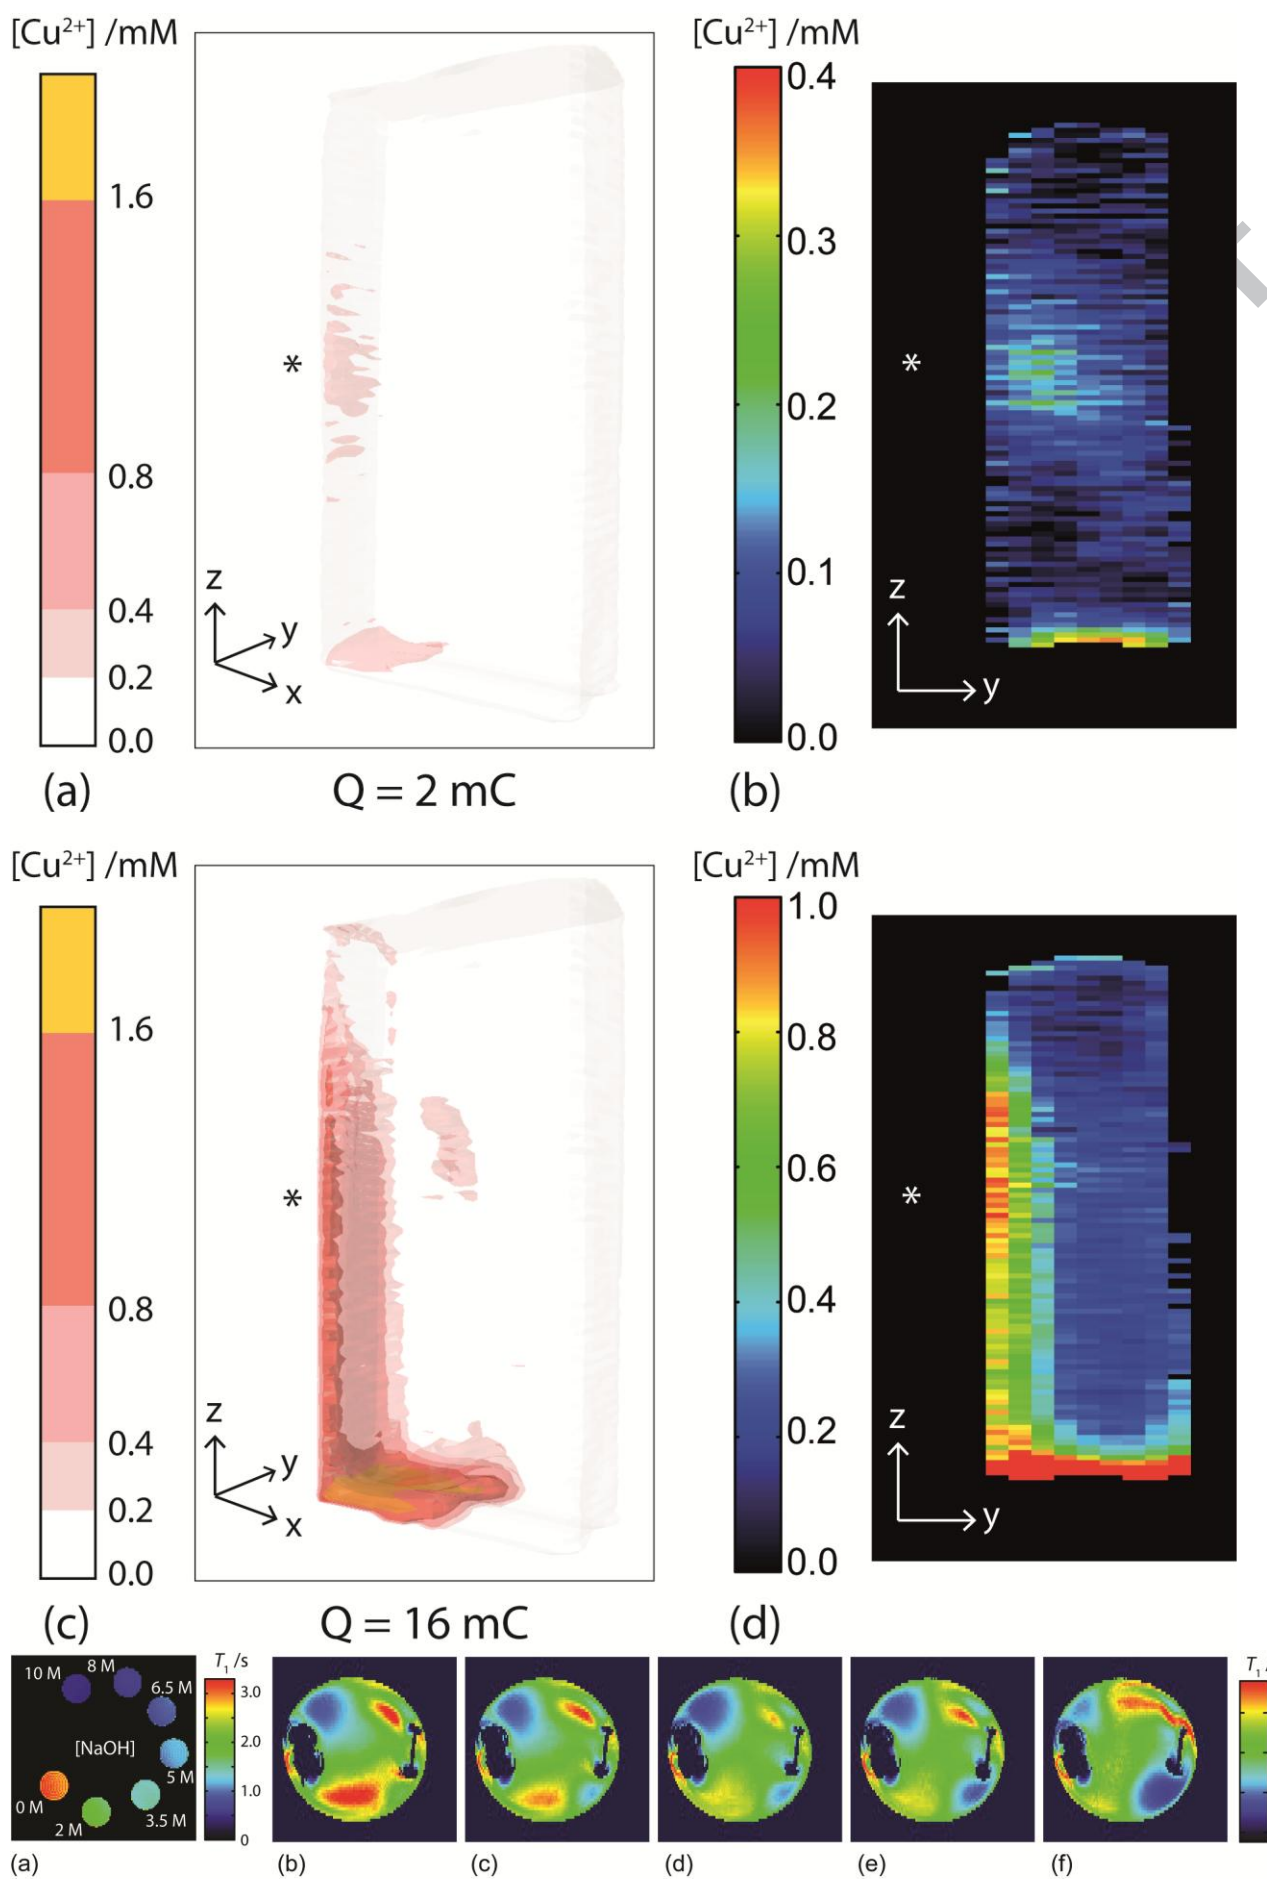 [Cu²⁺] /mM
1.6
0.8
0.4
0.2
0.0
*
z
y
x
(a)
Q = 2 mC
[Cu²⁺] /mM
0.4
0.3
0.2
0.1
0.0
*
z
y
(b)
[Cu²⁺] /mM
1.6
0.8
0.4
0.2
0.0
*
z
y
x
(c)
Q = 16 mC
[Cu²⁺] /mM
1.0
0.8
0.6
0.4
0.2
0.0
*
z
y
(d)
10 M
8 M
6.5 M
[NaOH]
5 M
0 M
2 M
3.5 M
T₁ /s
3.0
2.0
1.0
0
(a)
(b)
(c)
(d)
(e)
(f)